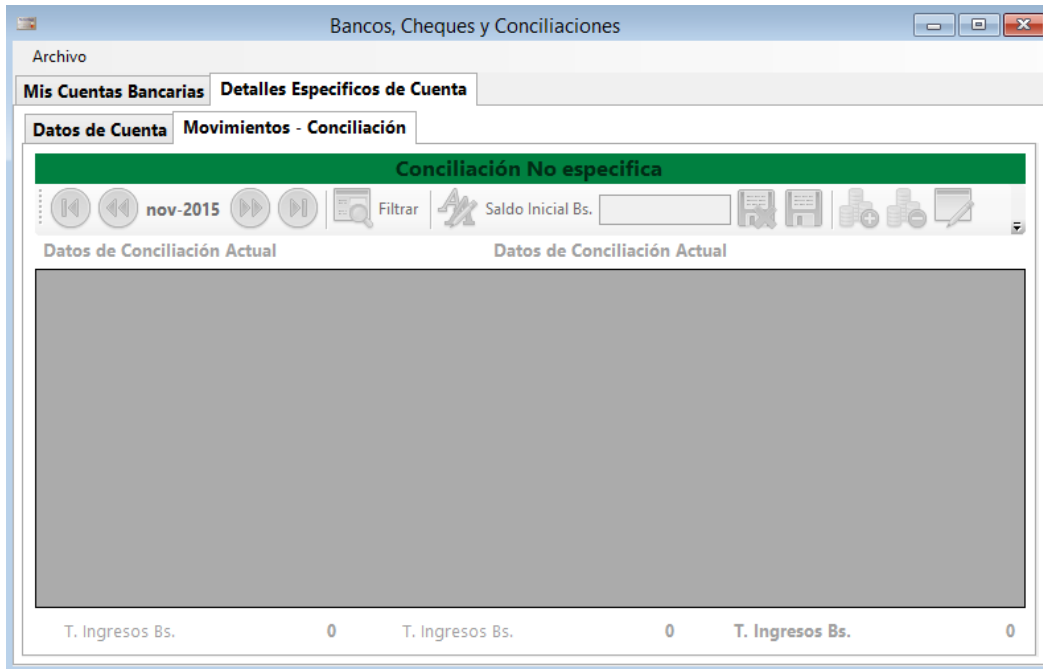 Bancos, Cheques y Conciliaciones
Archivo
Mis Cuentas Bancarias Detalles Especificos de Cuenta
Datos de Cuenta Movimientos - Conciliación
Conciliación No especifica
nov-2015 Filtrar Saldo Inicial Bs.
Datos de Conciliación Actual Datos de Conciliación Actual
T. Ingresos Bs. 0 T. Ingresos Bs. 0 T. Ingresos Bs. 0